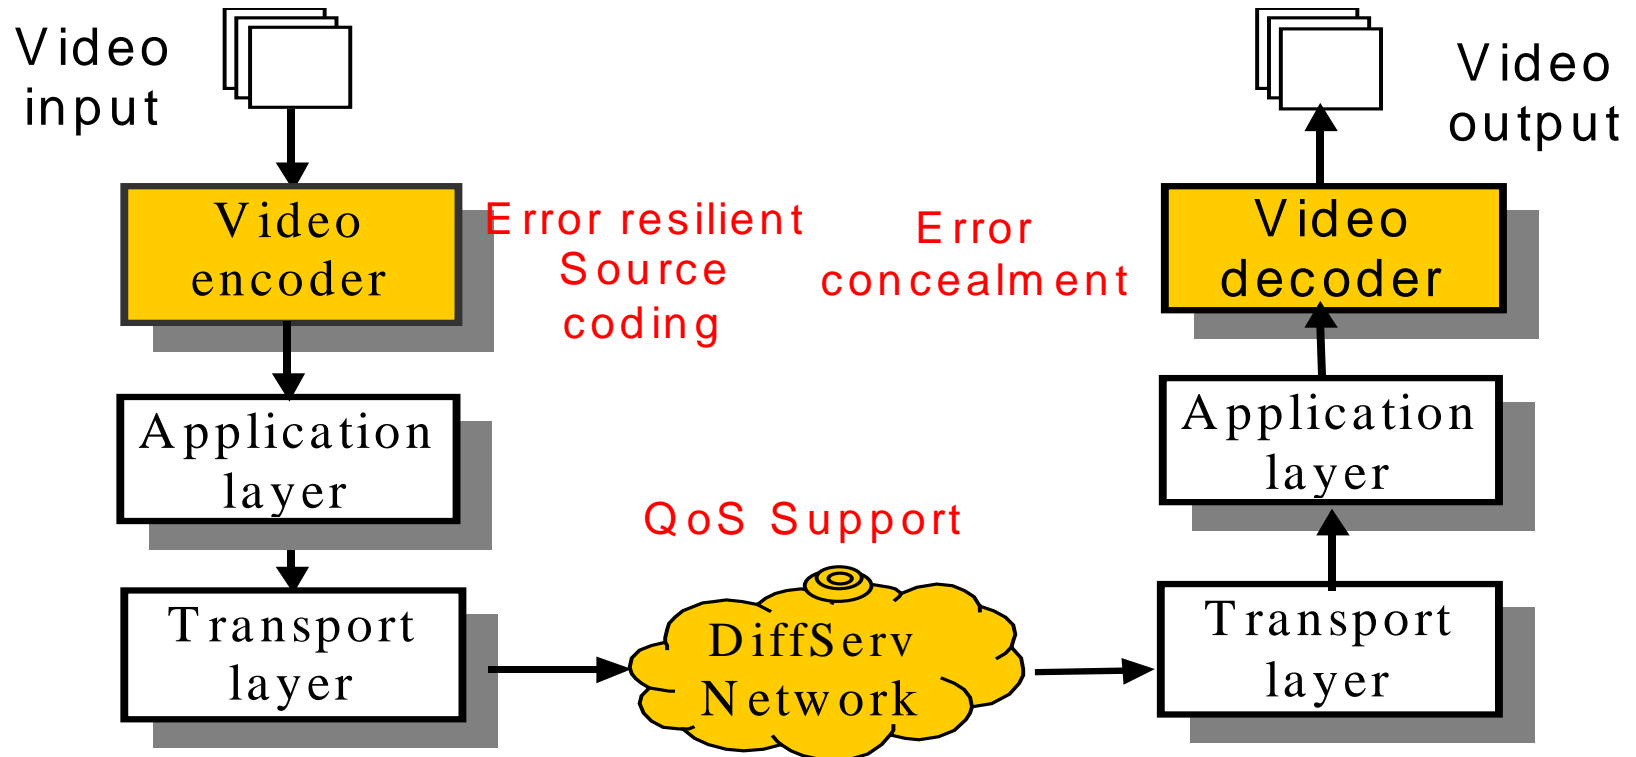 Video
input
Video
output
Video
encoder
Error resilient
Source
coding
Error
concealment
Video
decoder
Application
layer
Application
layer
QoS Support
Transport
layer
DiffServ
Network
Transport
layer